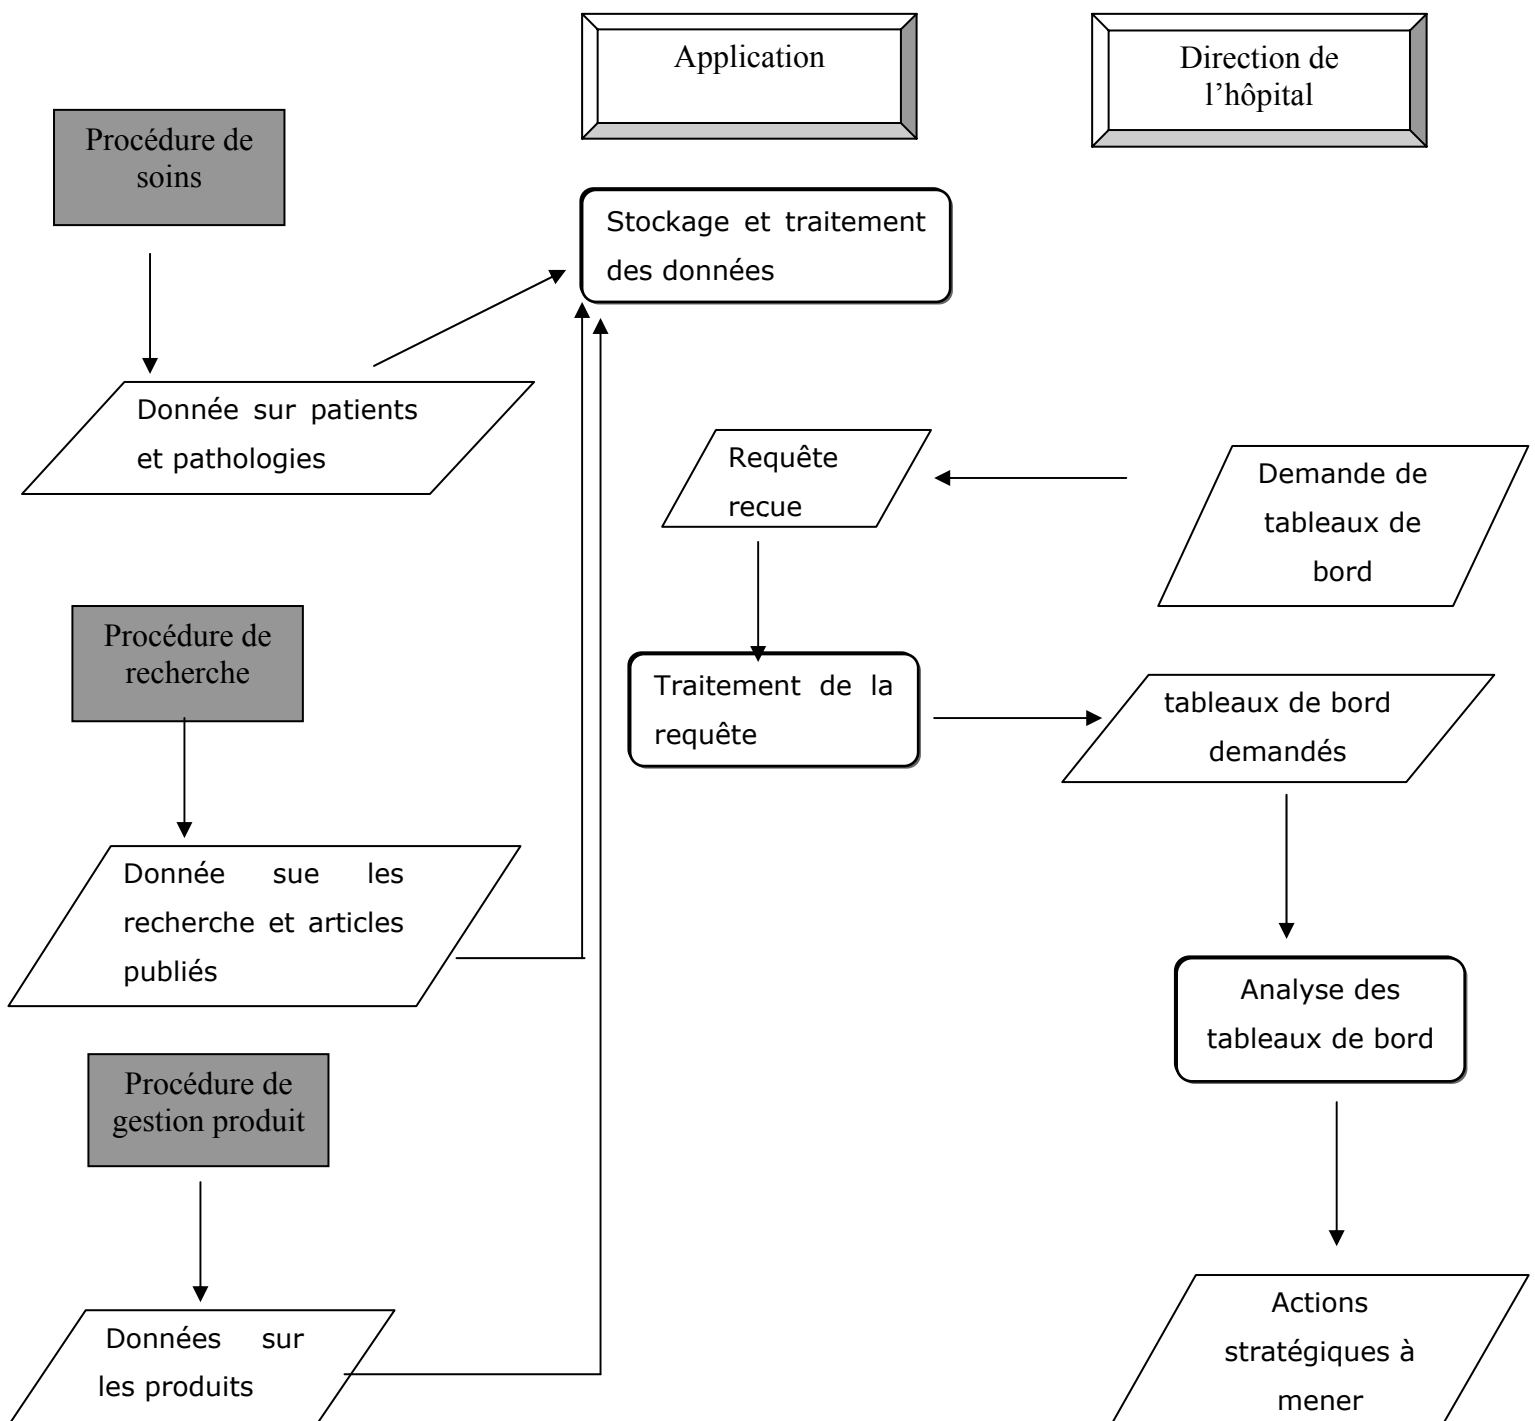 Application
Direction de
l’hôpital
Procédure de
soins
Stockage et traitement
des données
Donnée sur patients
et pathologies
Requête
recue
Demande de
tableaux de
bord
Procédure de
recherche
Traitement de la
requête
tableaux de bord
demandés
Donnée sue les
recherche et articles
publiés
Analyse des
tableaux de bord
Procédure de
gestion produit
Données sur
les produits
Actions
stratégiques à
mener